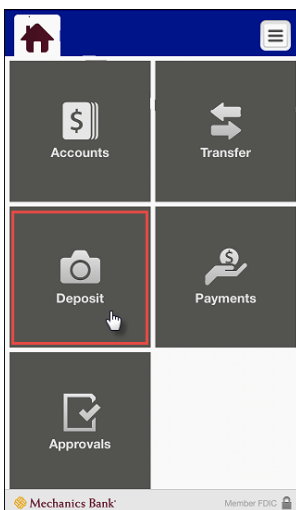 Accounts
Transfer
Deposit
Payments
Approvals
Mechanics Bank
Member FDIC